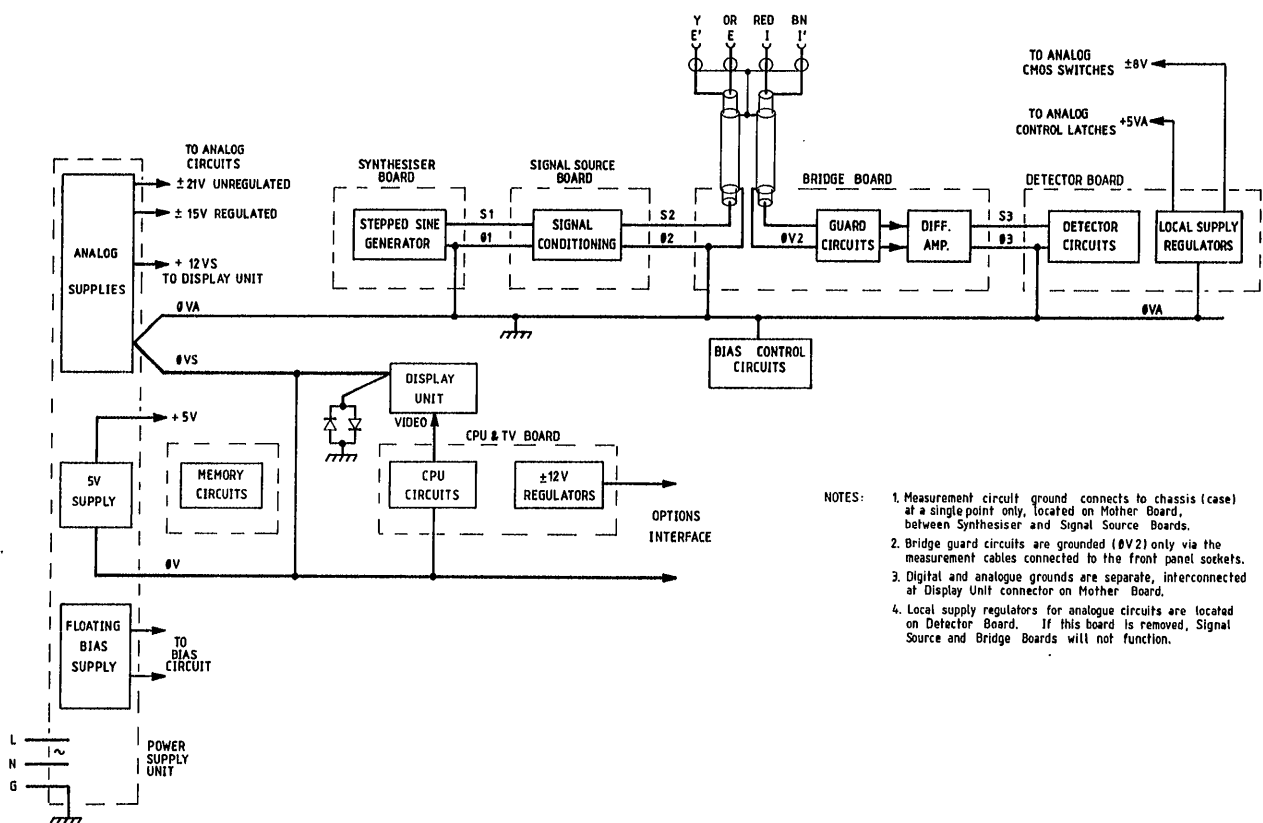 Y OR RED BN
E' E I I'
TO ANALOG
CMOS SWITCHES ±8V
TO ANALOG
CONTROL LATCHES +5VA
TO ANALOG
CIRCUITS
±21V UNREGULATED
± 15V REGULATED
+ 12VS
TO DISPLAY UNIT
ANALOG
SUPPLIES
SYNTHESISER
BOARD
STEPPED SINE
GENERATOR
S1
Ø1
SIGNAL SOURCE
BOARD
SIGNAL
CONDITIONING
S2
Ø2
BRIDGE BOARD
ØV2
GUARD
CIRCUITS
DIFF.
AMP.
S3
Ø3
DETECTOR BOARD
DETECTOR
CIRCUITS
LOCAL SUPPLY
REGULATORS
ØVA
ØVA
BIAS CONTROL
CIRCUITS
ØVS
DISPLAY
UNIT
VIDEO
CPU & TV BOARD
+5V
5V
SUPPLY
MEMORY
CIRCUITS
CPU
CIRCUITS
±12V
REGULATORS
OPTIONS
INTERFACE
ØV
FLOATING
BIAS
SUPPLY
TO
BIAS
CIRCUIT
L
~
N
G
POWER
SUPPLY
UNIT
NOTES: 1. Measurement circuit ground connects to chassis (case)
at a single point only, located on Mother Board,
between Synthesiser and Signal Source Boards.
2. Bridge guard circuits are grounded (ØV2) only via the
measurement cables connected to the front panel sockets.
3. Digital and analogue grounds are separate, interconnected
at Display Unit connector on Mother Board.
4. Local supply regulators for analogue circuits are located
on Detector Board. If this board is removed, Signal
Source and Bridge Boards will not function.